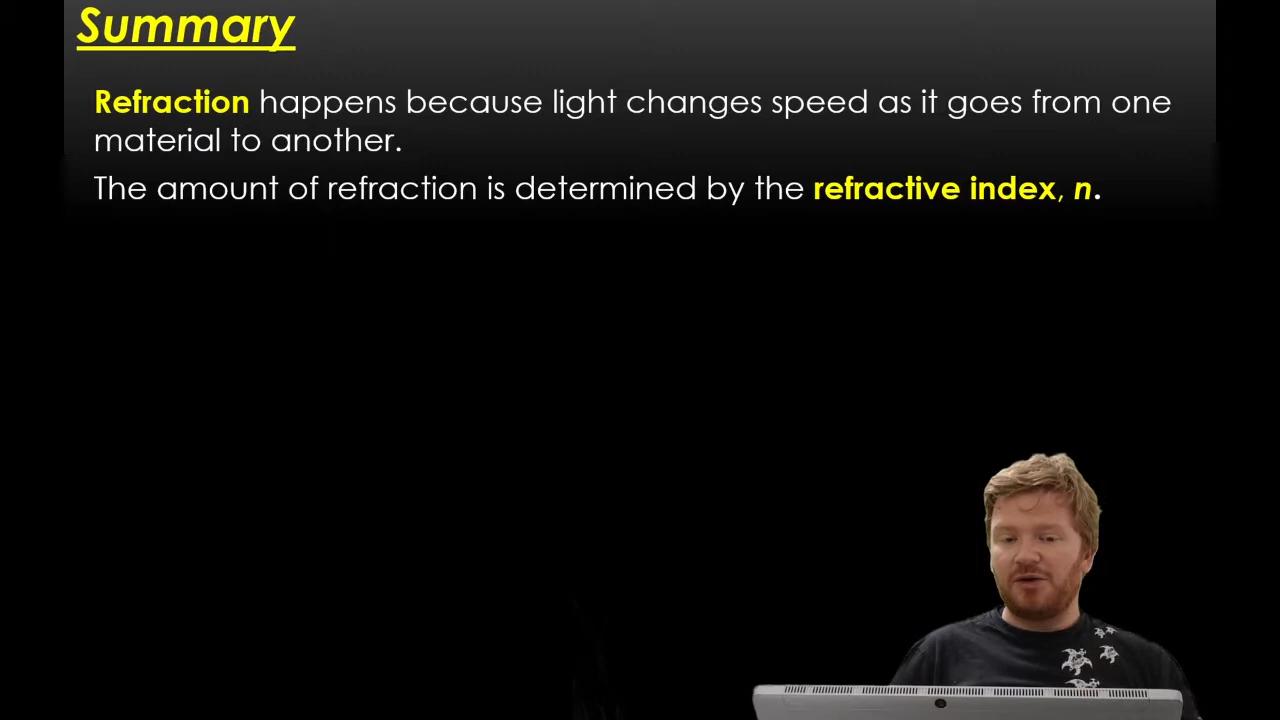 Summary
Refraction happens because light changes speed as it goes from one
material to another.
The amount of refraction is determined by the refractive index, n.